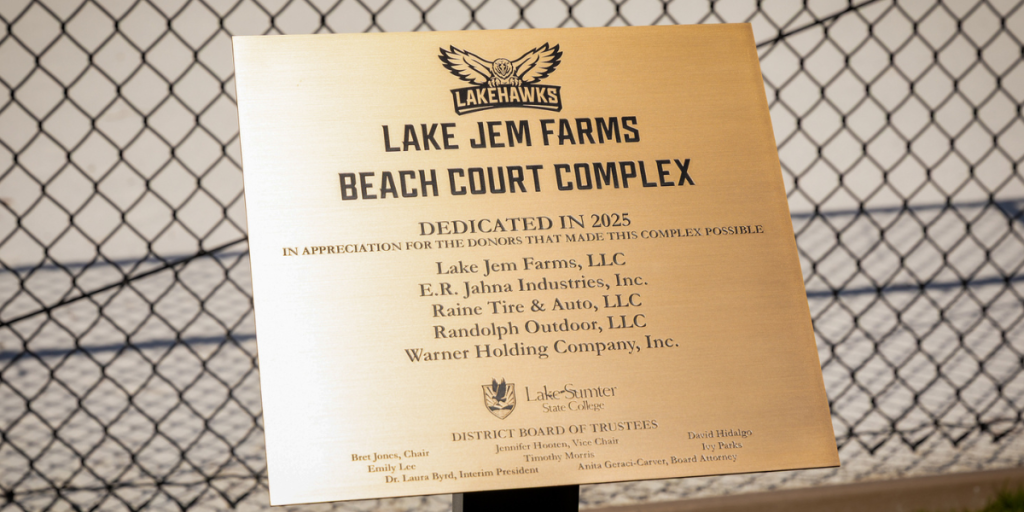 LAKEHAWKS
LAKE JEM FARMS
BEACH COURT COMPLEX
DEDICATED IN 2025
IN APPRECIATION FOR THE DONORS THAT MADE THIS COMPLEX POSSIBLE
Lake Jem Farms, LLC
E.R. Jahna Industries, Inc.
Raine Tire & Auto, LLC
Randolph Outdoor, LLC
Warner Holding Company, Inc.
Lake-Sumter
State College
DISTRICT BOARD OF TRUSTEES
Bret Jones, Chair Jennifer Hooten, Vice Chair David Hidalgo
Emily Lee Timothy Morris Ivy Parks
Dr. Laura Byrd, Interim President Anita Geraci-Carver, Board Attorney